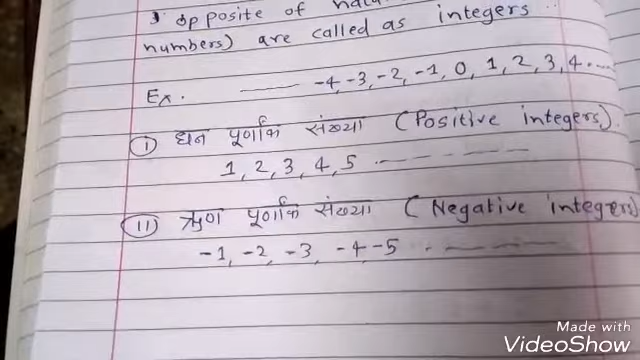 opposite of
numbers) are called as integers
Ex. -4, -3, -2, -1, 0, 1, 2, 3, 4
I धन पूर्णांक संख्या (Positive integers).
1, 2, 3, 4, 5
II ऋण पूर्णांक संख्या (Negative integers)
-1, -2, -3, -4 -5
Made with
VideoShow